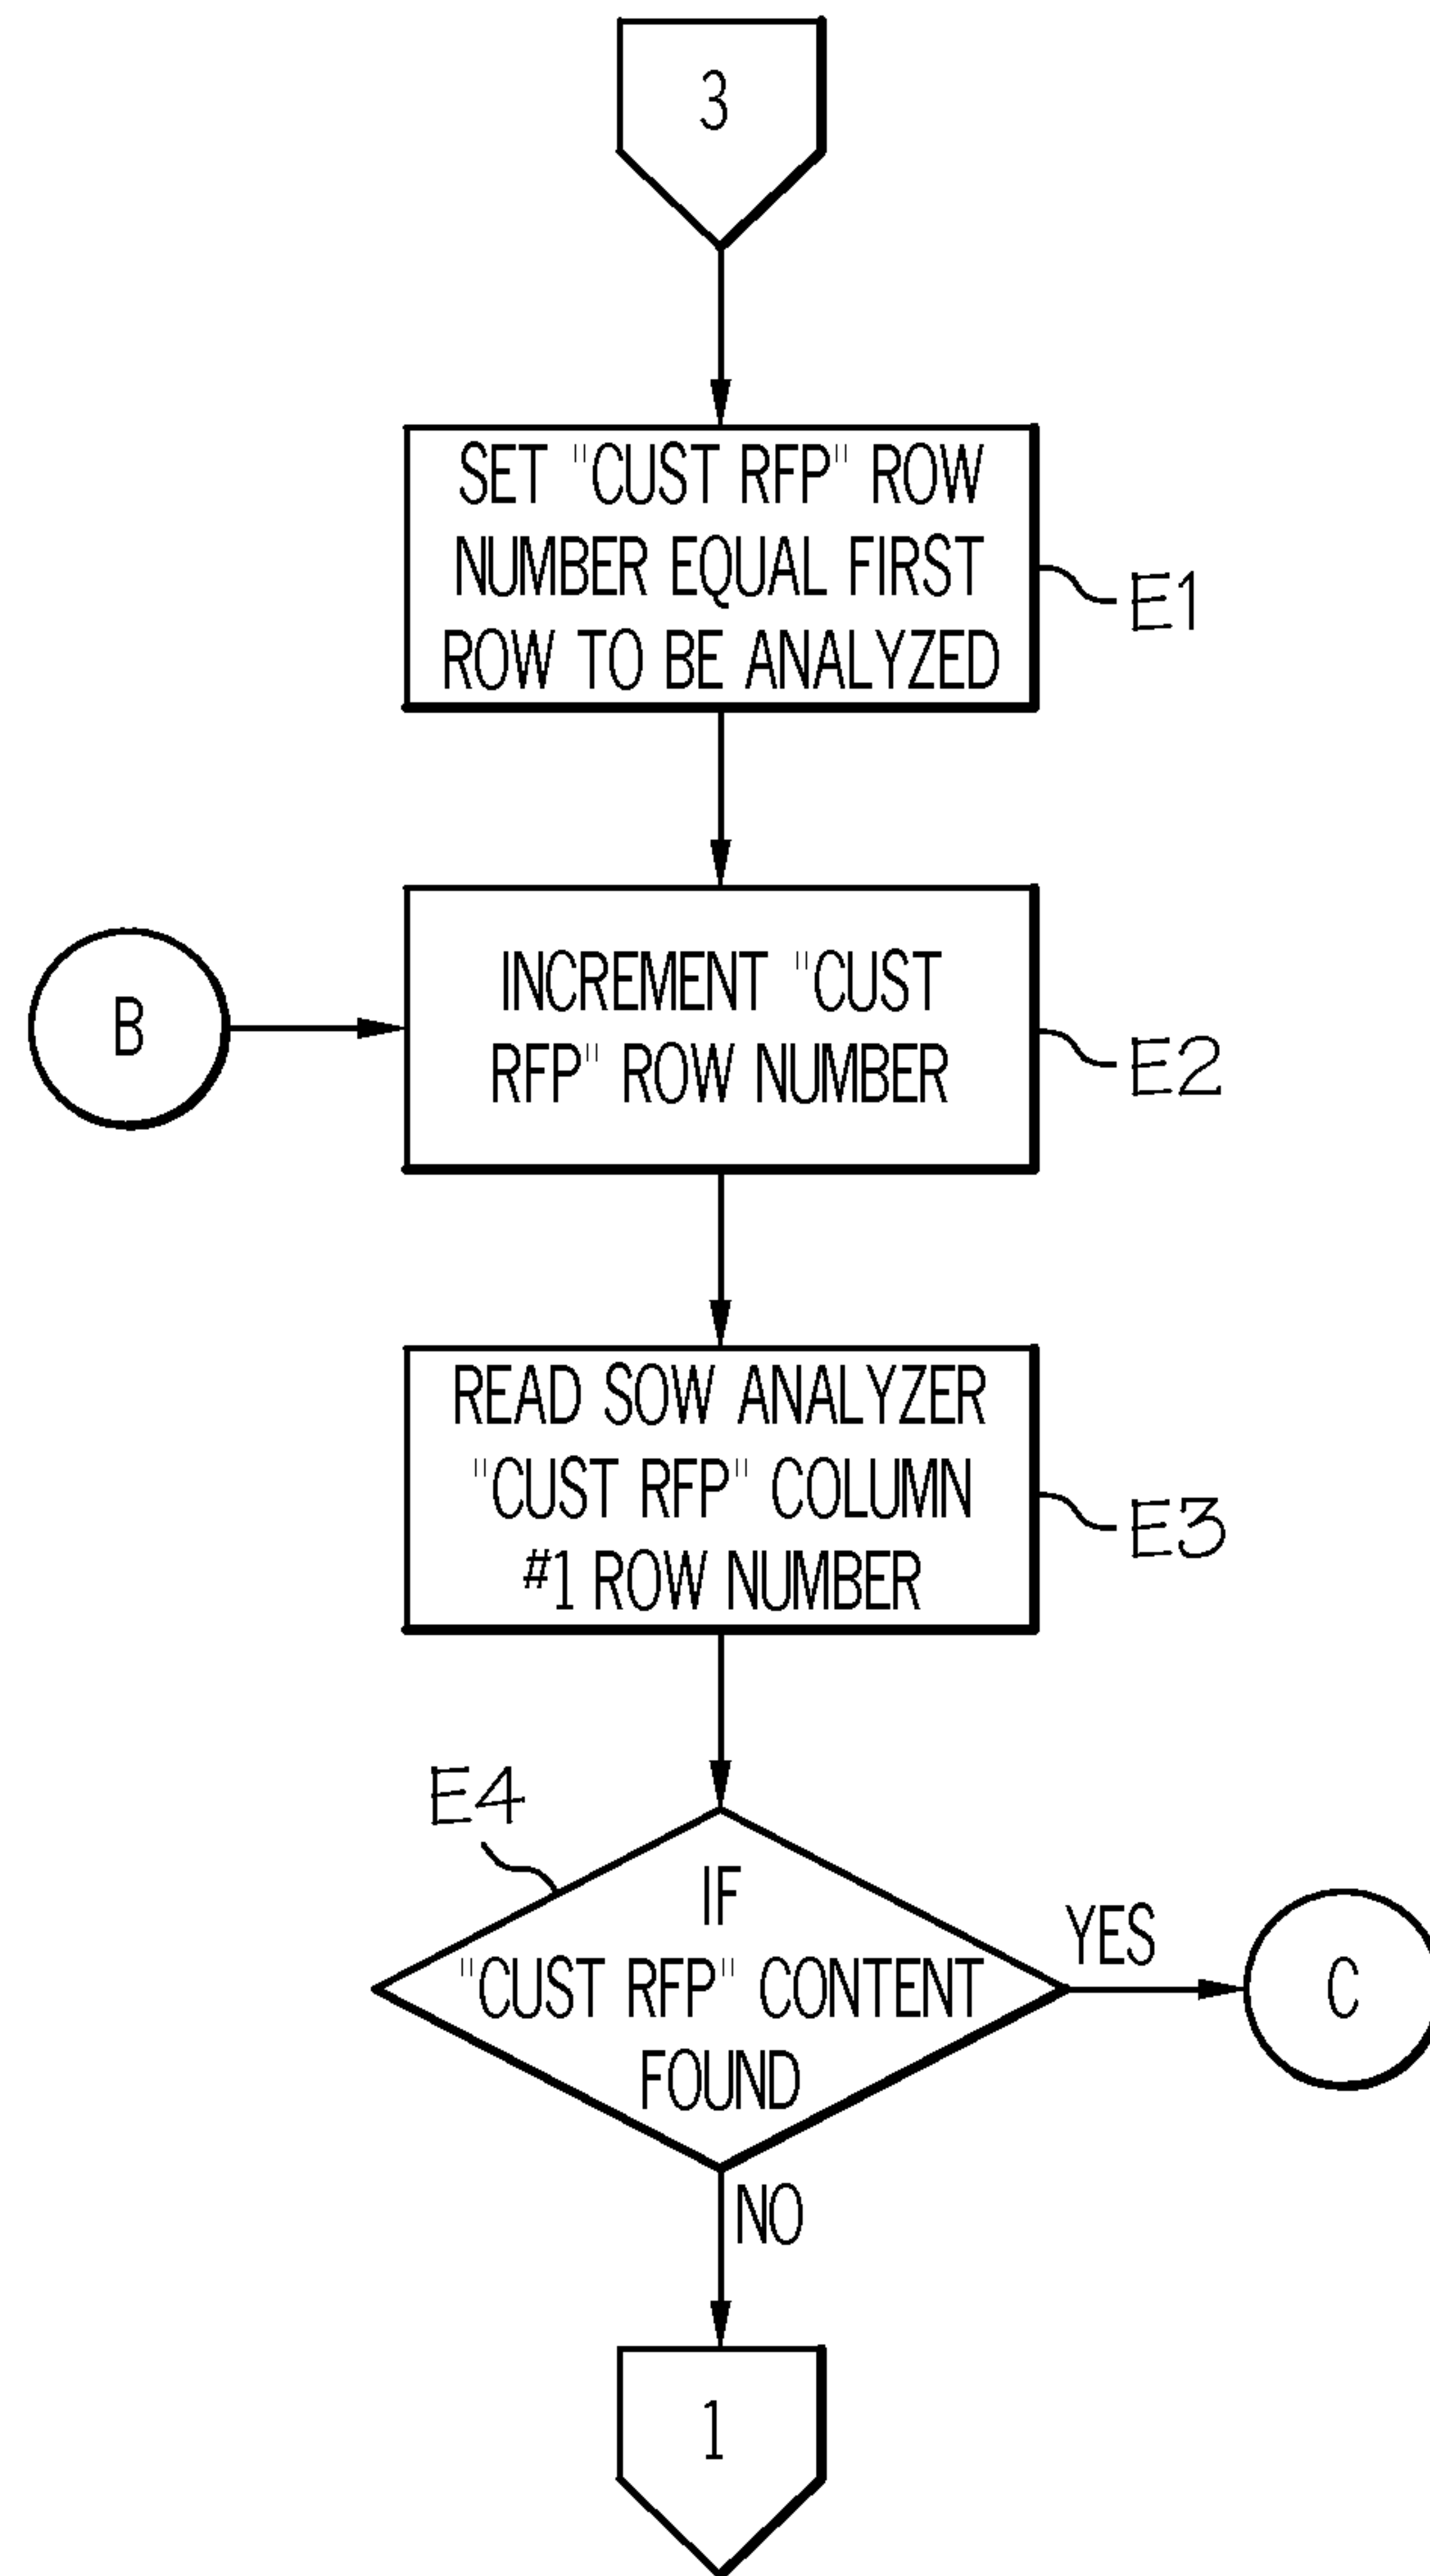 3
SET "CUST RFP" ROW
NUMBER EQUAL FIRST
ROW TO BE ANALYZED
E1
B
INCREMENT "CUST
RFP" ROW NUMBER
E2
READ SOW ANALYZER
"CUST RFP" COLUMN
#1 ROW NUMBER
E3
E4
IF
"CUST RFP" CONTENT
FOUND
YES
C
NO
1